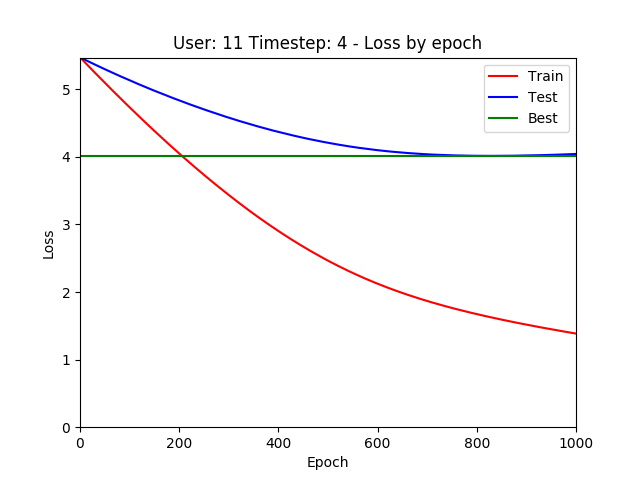 User: 11 Timestep: 4 - Loss by epoch
Train
Test
Best
5
4
3
2
1
0
Loss
0 200 400 600 800 1000
Epoch